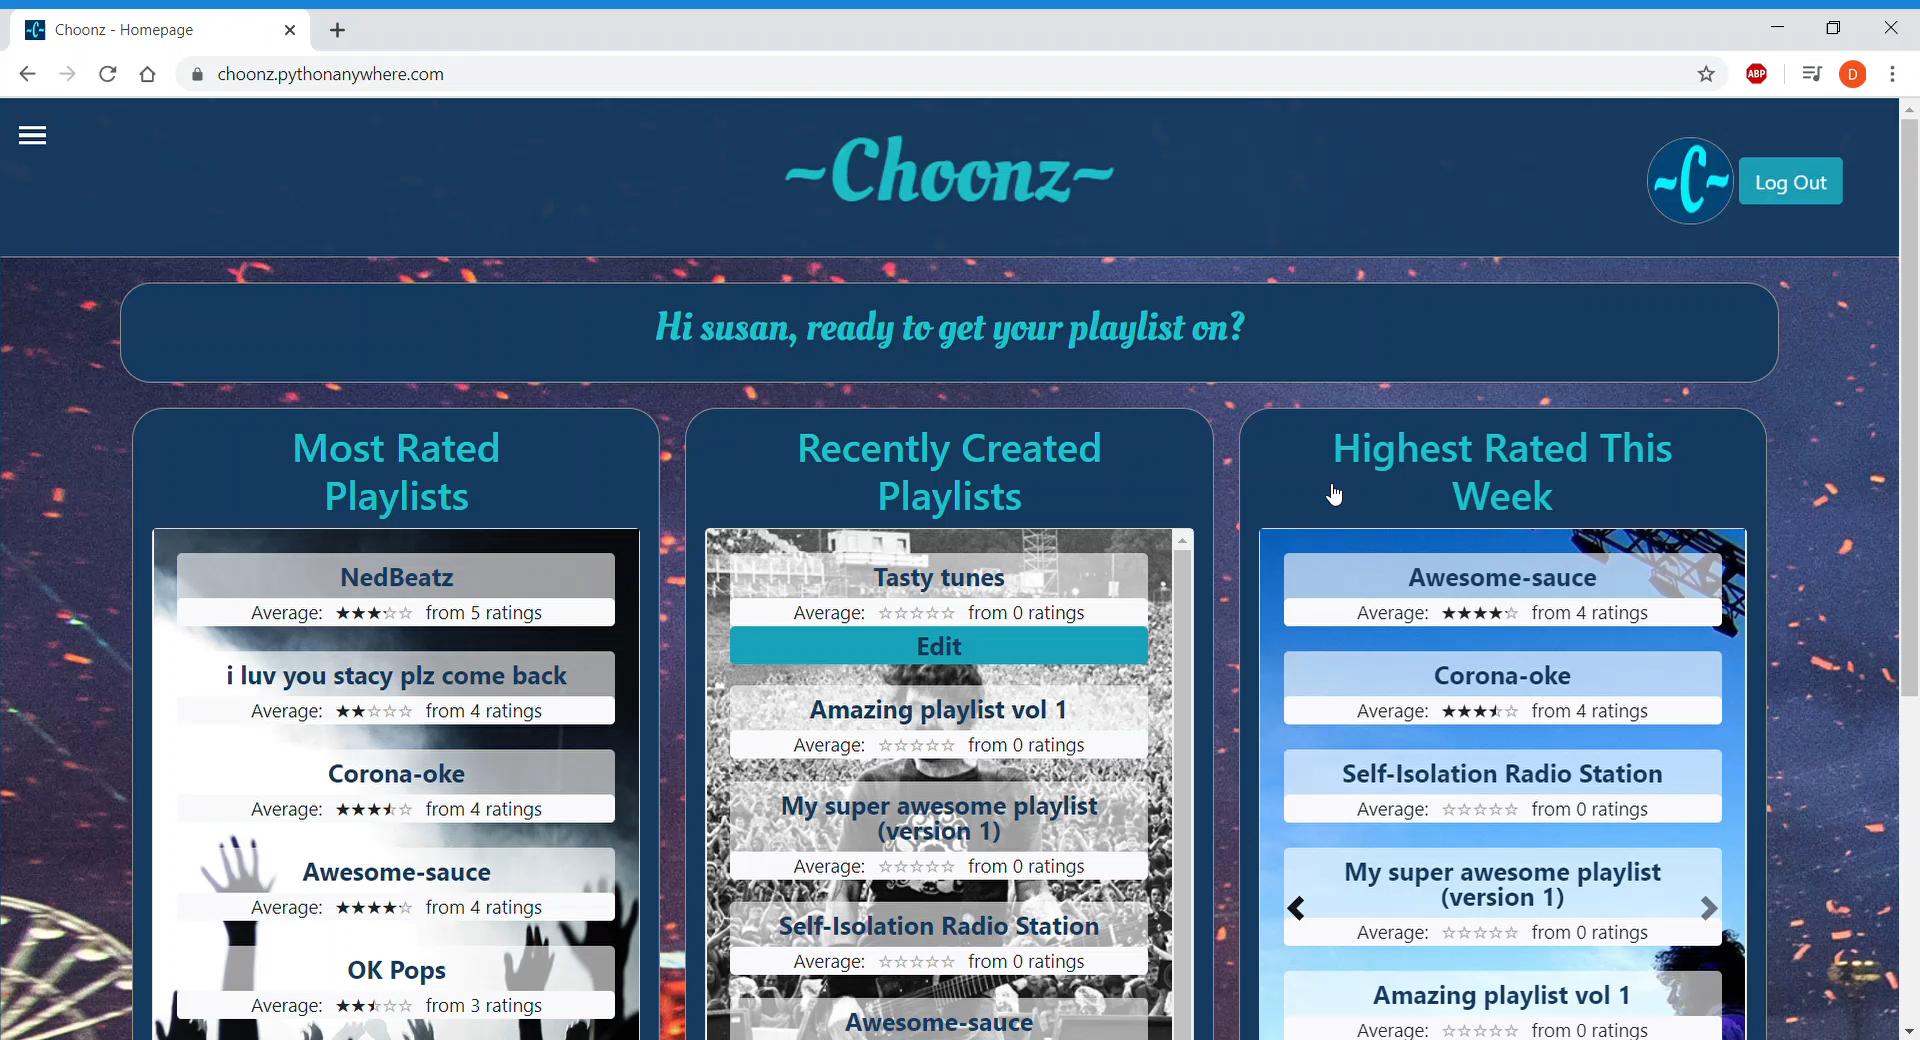 ~C~ Choonz - Homepage
choonz.pythonanywhere.com
ABP
D
~Choonz~
~C~
Log Out
Hi susan, ready to get your playlist on?
Most Rated
Playlists
NedBeatz
Average: ★★★☆☆ from 5 ratings
i luv you stacy plz come back
Average: ★★☆☆☆ from 4 ratings
Corona-oke
Average: ★★★⯪☆ from 4 ratings
Awesome-sauce
Average: ★★★★☆ from 4 ratings
OK Pops
Average: ★★⯪☆☆ from 3 ratings
Recently Created
Playlists
Tasty tunes
Average: ☆☆☆☆☆ from 0 ratings
Edit
Amazing playlist vol 1
Average: ☆☆☆☆☆ from 0 ratings
My super awesome playlist
(version 1)
Average: ☆☆☆☆☆ from 0 ratings
Self-Isolation Radio Station
Average: ☆☆☆☆☆ from 0 ratings
Awesome-sauce
Highest Rated This
Week
Awesome-sauce
Average: ★★★★☆ from 4 ratings
Corona-oke
Average: ★★★⯪☆ from 4 ratings
Self-Isolation Radio Station
Average: ☆☆☆☆☆ from 0 ratings
My super awesome playlist
(version 1)
Average: ☆☆☆☆☆ from 0 ratings
Amazing playlist vol 1
Average: ☆☆☆☆☆ from 0 ratings